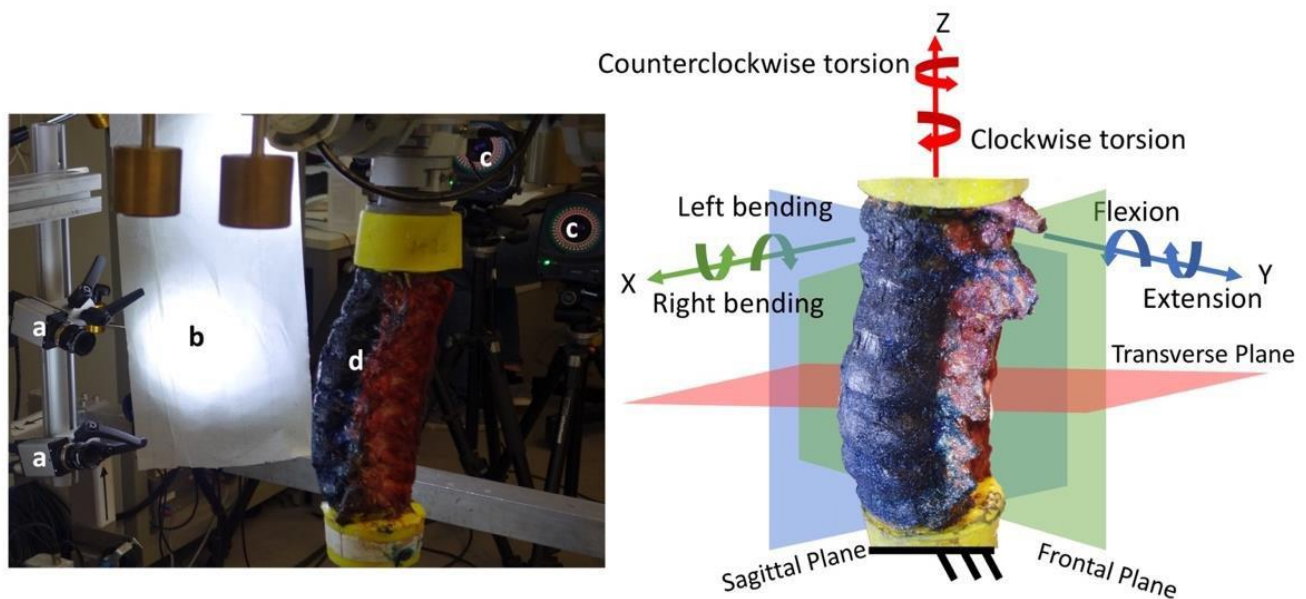 a
a
b
c
c
d
Z
Counterclockwise torsion
Clockwise torsion
Left bending
Flexion
X
Right bending
Y
Extension
Transverse Plane
Sagittal Plane
Frontal Plane